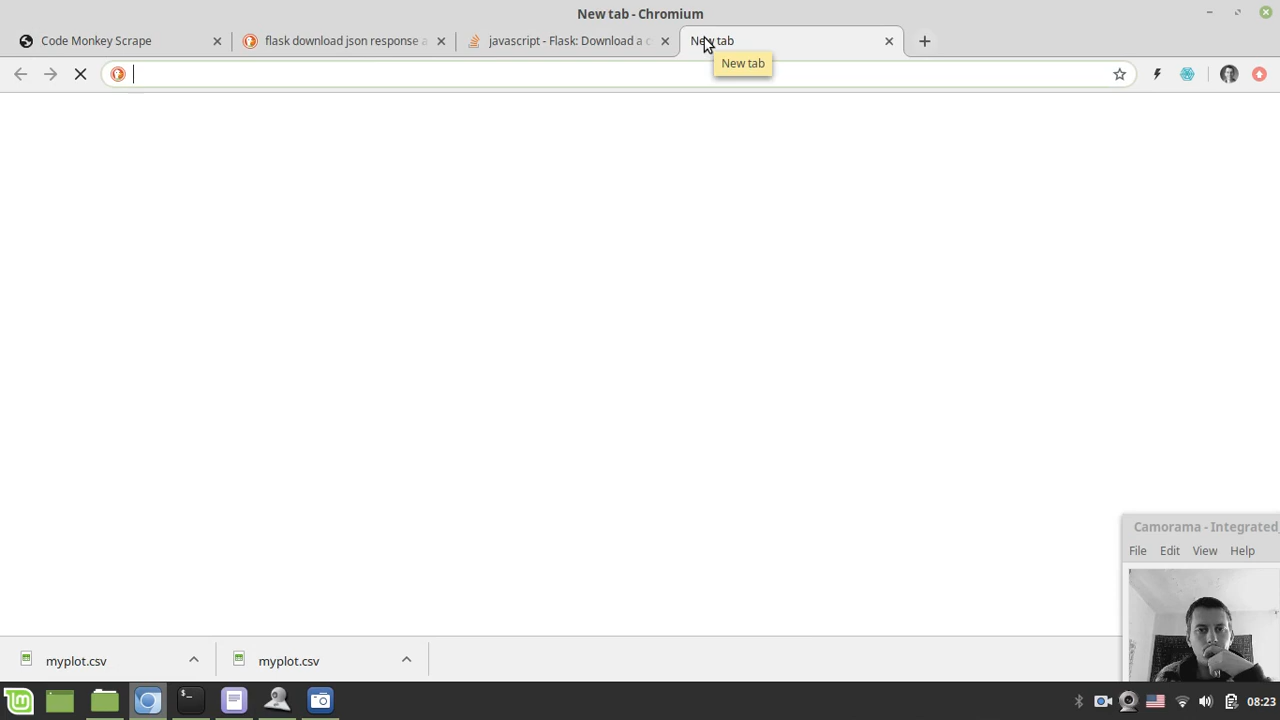 New tab - Chromium
Code Monkey Scrape
flask download json response a
javascript - Flask: Download a c
New tab
New tab
Camorama - Integrated
File Edit View Help
myplot.csv
myplot.csv
08:23